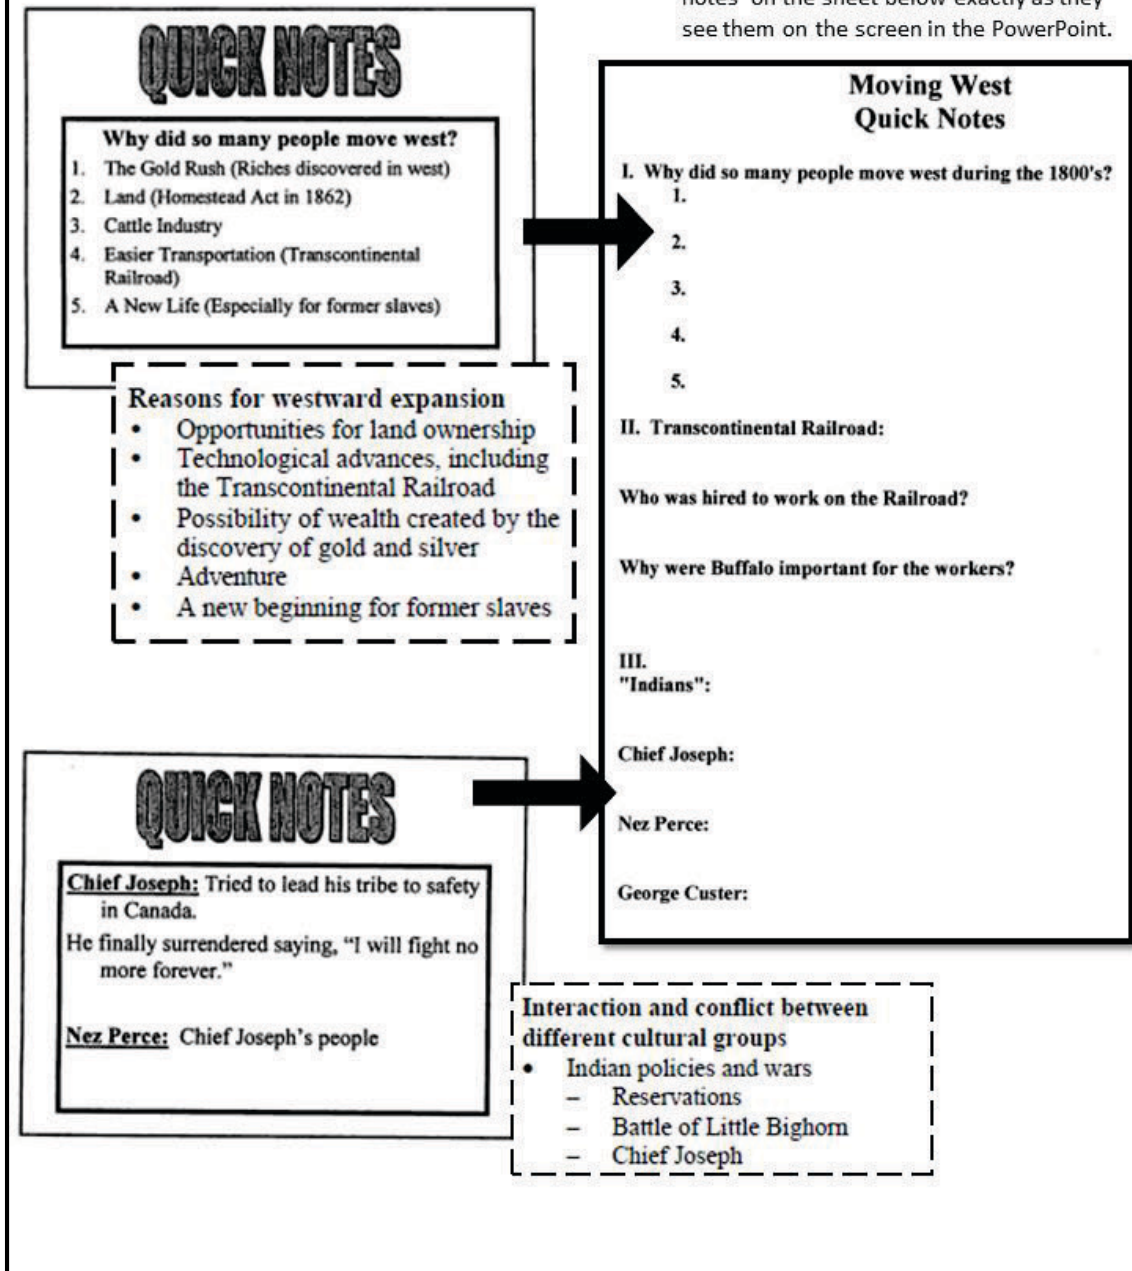 notes" on the sheet below exactly as they
see them on the screen in the PowerPoint.
QUICK NOTES
Why did so many people move west?
1. The Gold Rush (Riches discovered in west)
2. Land (Homestead Act in 1862)
3. Cattle Industry
4. Easier Transportation (Transcontinental
Railroad)
5. A New Life (Especially for former slaves)
Reasons for westward expansion
• Opportunities for land ownership
• Technological advances, including
the Transcontinental Railroad
• Possibility of wealth created by the
discovery of gold and silver
• Adventure
• A new beginning for former slaves
Moving West
Quick Notes
I. Why did so many people move west during the 1800's?
1.
2.
3.
4.
5.
II. Transcontinental Railroad:
Who was hired to work on the Railroad?
Why were Buffalo important for the workers?
III.
"Indians":
Chief Joseph:
Nez Perce:
George Custer:
QUICK NOTES
Chief Joseph: Tried to lead his tribe to safety
in Canada.
He finally surrendered saying, “I will fight no
more forever.”
Nez Perce: Chief Joseph’s people
Interaction and conflict between
different cultural groups
• Indian policies and wars
– Reservations
– Battle of Little Bighorn
– Chief Joseph